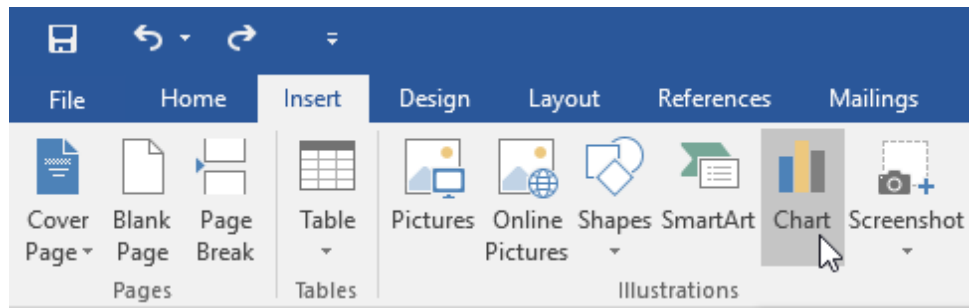 File Home Insert Design Layout References Mailings
Cover Blank Page Table Pictures Online Shapes SmartArt Chart Screenshot
Page Page Break Pictures
Pages Tables Illustrations